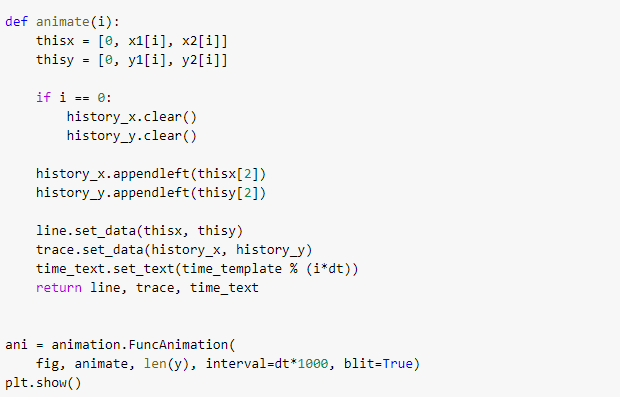 def animate(i):
    thisx = [0, x1[i], x2[i]]
    thisy = [0, y1[i], y2[i]]

    if i == 0:
        history_x.clear()
        history_y.clear()

    history_x.appendleft(thisx[2])
    history_y.appendleft(thisy[2])

    line.set_data(thisx, thisy)
    trace.set_data(history_x, history_y)
    time_text.set_text(time_template % (i*dt))
    return line, trace, time_text


ani = animation.FuncAnimation(
    fig, animate, len(y), interval=dt*1000, blit=True)
plt.show()